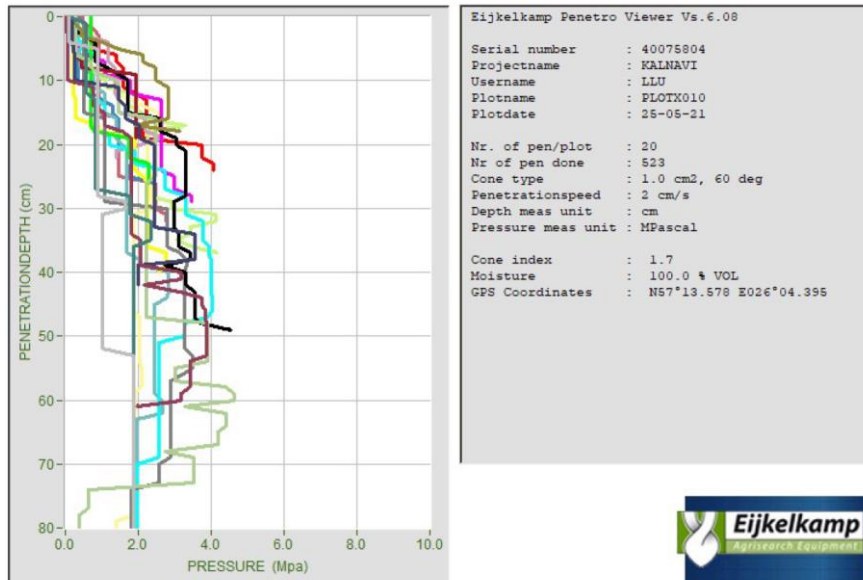 0
10
20
30
40
50
60
70
80
PENETRATIONDEPTH (cm)
0.0 2.0 4.0 6.0 8.0 10.0
PRESSURE (Mpa)
Eijkelkamp Penetro Viewer Vs.6.08
Serial number : 40075804
Projectname : KALNAVI
Username : LLU
Plotname : PLOTX010
Plotdate : 25-05-21
Nr. of pen/plot : 20
Nr of pen done : 523
Cone type : 1.0 cm2, 60 deg
Penetrationspeed : 2 cm/s
Depth meas unit : cm
Pressure meas unit : MPascal
Cone index : 1.7
Moisture : 100.0 % VOL
GPS Coordinates : N57°13.578 E026°04.395
Eijkelkamp
Agrisearch Equipment